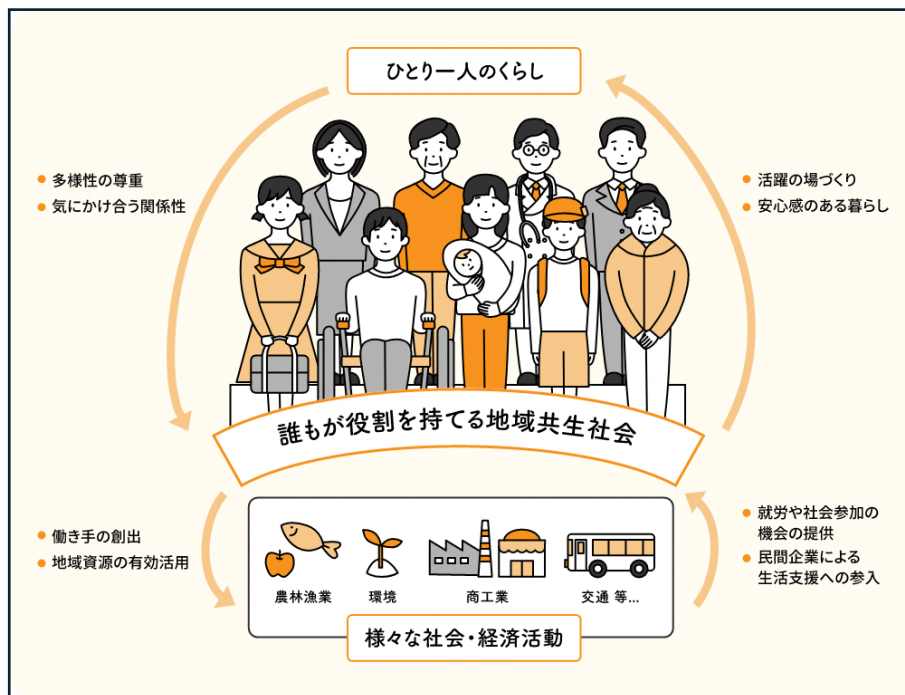 ひとり一人のくらし
多様性の尊重
気にかけ合う関係性
活躍の場づくり
安心感のある暮らし
誰もが役割を持てる地域共生社会
働き手の創出
地域資源の有効活用
農林漁業
環境
商工業
交通 等...
様々な社会・経済活動
就労や社会参加の
機会の提供
民間企業による
生活支援への参入